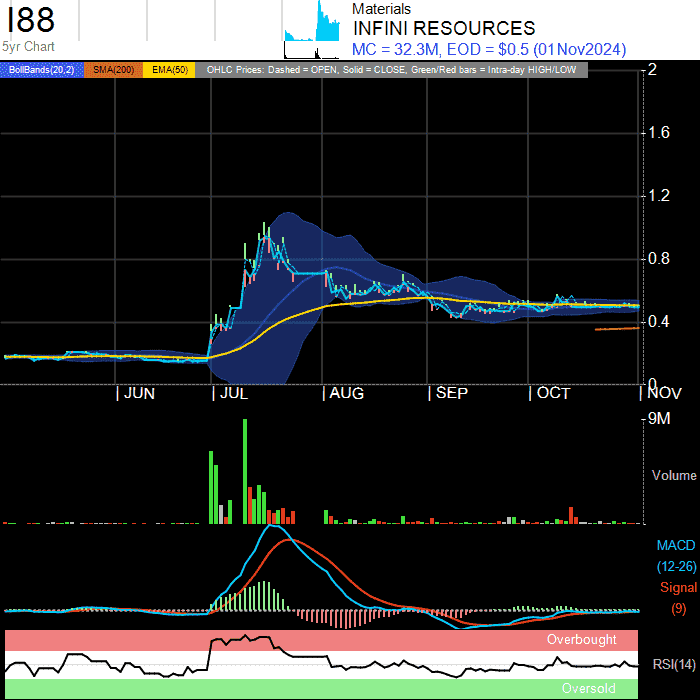 I88
5yr Chart
Materials
INFINI RESOURCES
MC = 32.3M, EOD = $0.5 (01Nov2024)
BollBands(20,2) SMA(200) EMA(50) OHLC Prices: Dashed = OPEN, Solid = CLOSE, Green/Red bars = Intra-day HIGH/LOW
2
1.6
1.2
0.8
0.4
0
| JUN | JUL | AUG | SEP | OCT | NOV
9M
Volume
MACD
(12-26)
Signal
(9)
Overbought
RSI(14)
Oversold